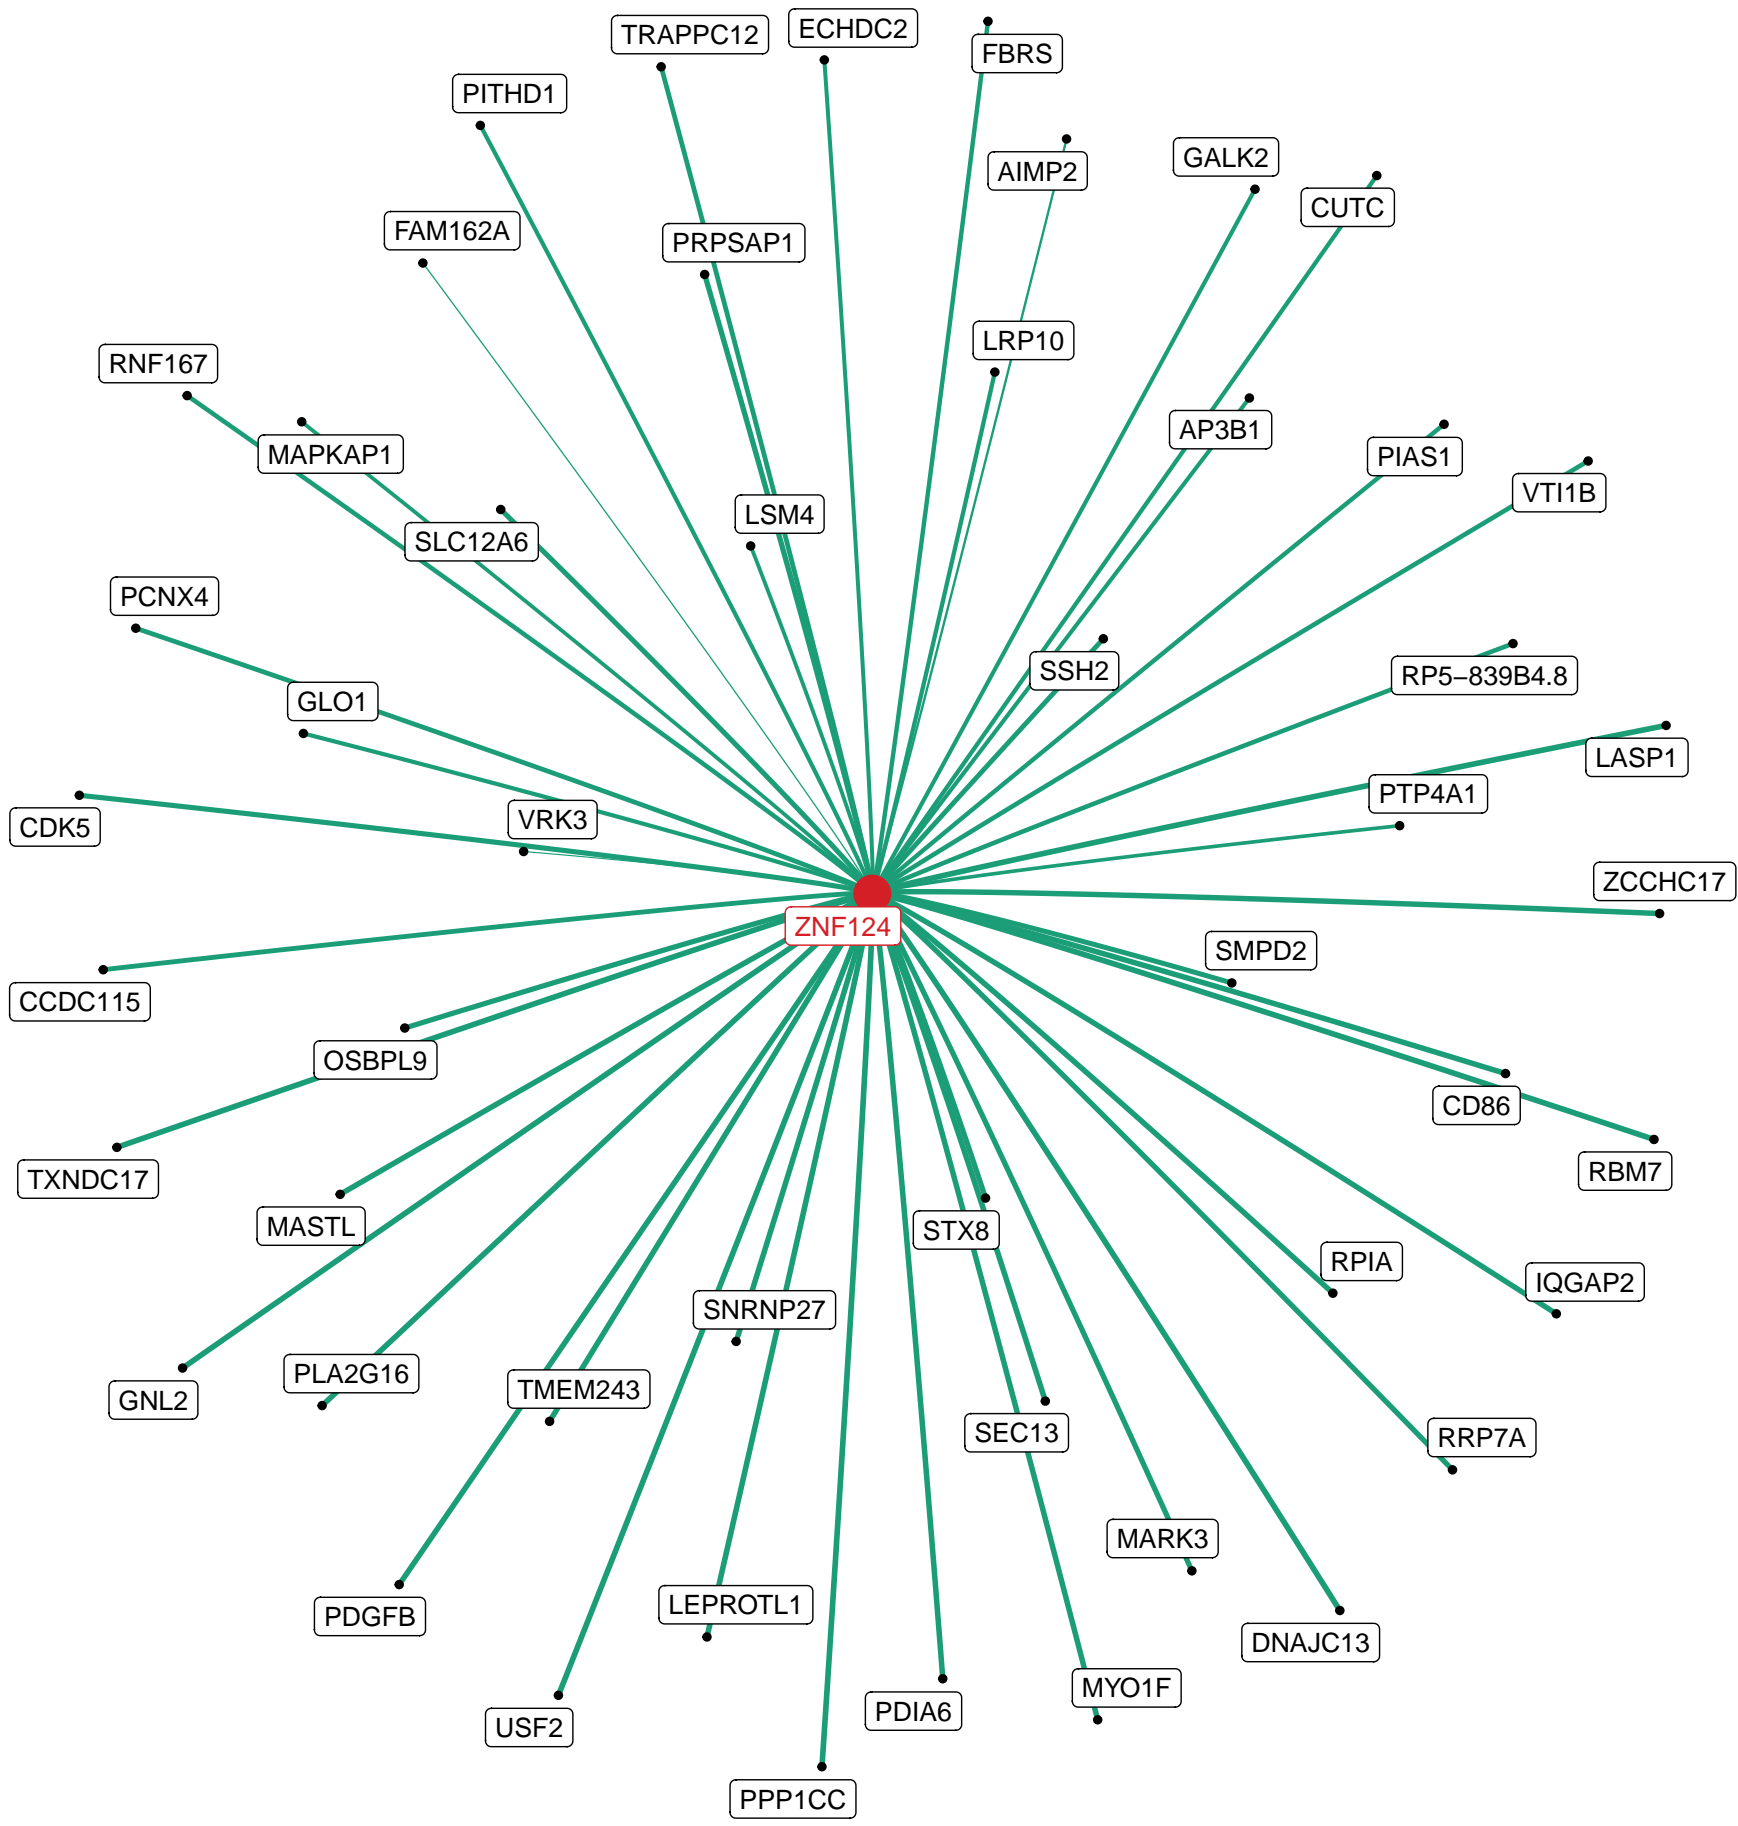 ECHDC2
TRAPPC12
FBRS
PITHD1
GALK2
AIMP2
CUTC
FAM162A
PRPSAP1
LRP10
RNF167
AP3B1
MAPKAP1
PIAS1
VTI1B
LSM4
SLC12A6
PCNX4
SSH2
RP5−839B4.8
GLO1
LASP1
PTP4A1
VRK3
CDK5
ZCCHC17
ZNF124
SMPD2
CCDC115
OSBPL9
CD86
RBM7
TXNDC17
MASTL
STX8
RPIA
IQGAP2
SNRNP27
PLA2G16
TMEM243
GNL2
SEC13
RRP7A
MARK3
LEPROTL1
PDGFB
DNAJC13
MYO1F
PDIA6
USF2
PPP1CC